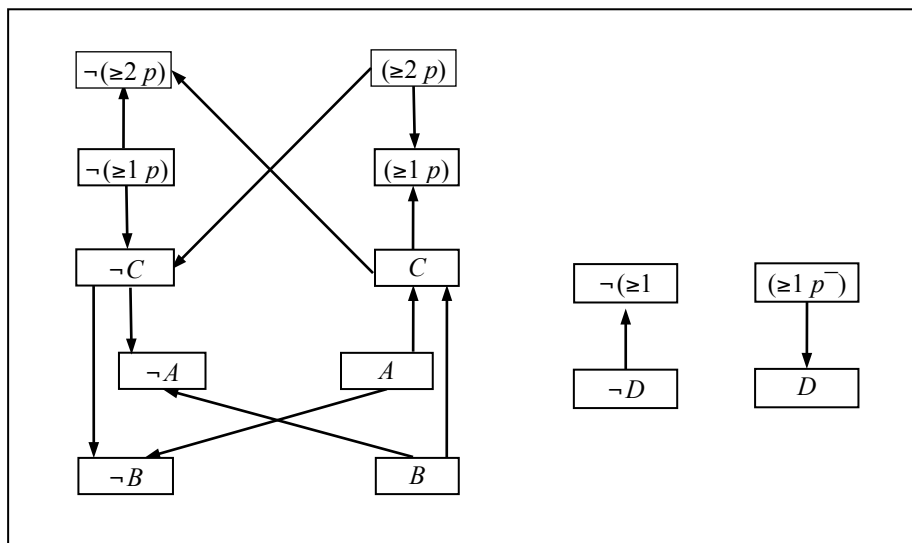 ¬(≥2 p) (≥2 p)
¬(≥1 p) (≥1 p)
¬C C ¬(≥1 (≥1 p⁻)
¬A A ¬D D
¬B B